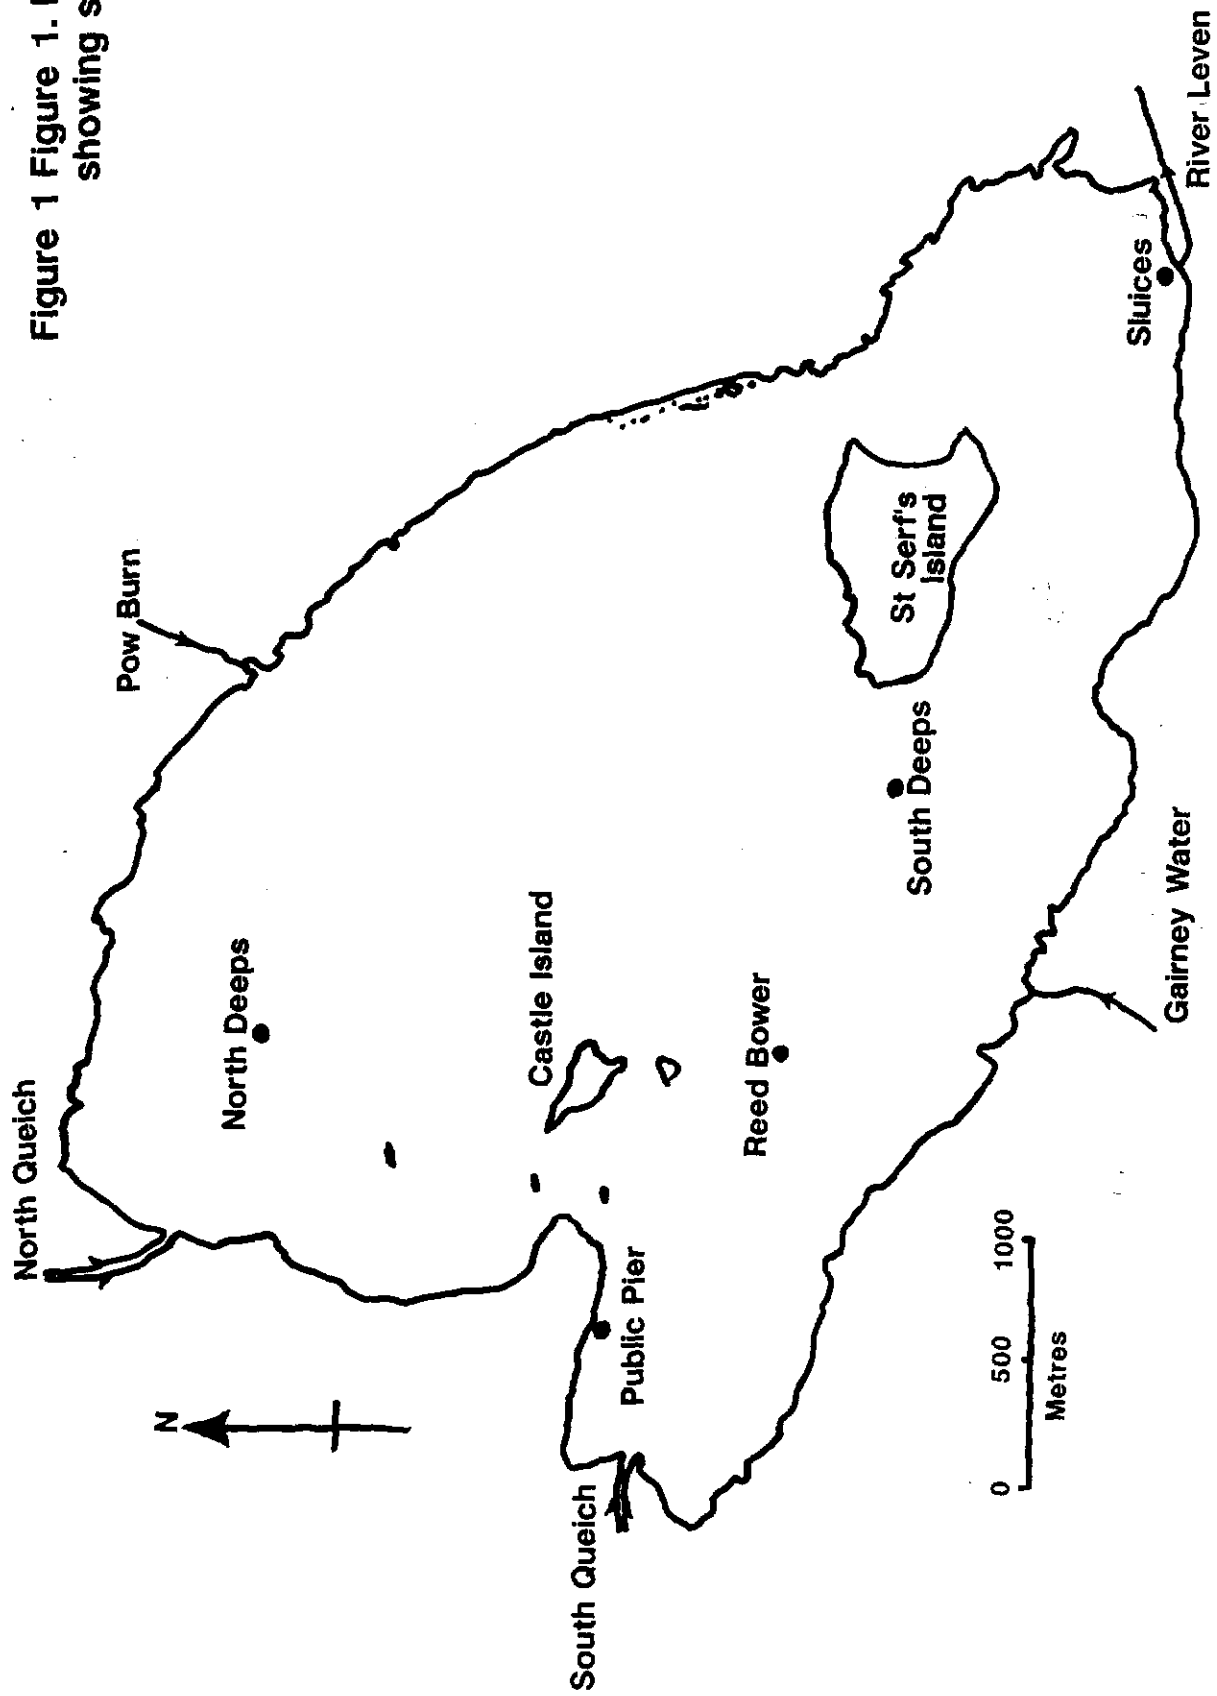 Figure 1 Figure 1.
showing s
North Queich
Pow Burn
N
North Deeps
Castle Island
South Queich
Public Pier
Reed Bower
South Deeps
St Serf's
Island
Sluices
River Leven
Gairney Water
0 500 1000
Metres